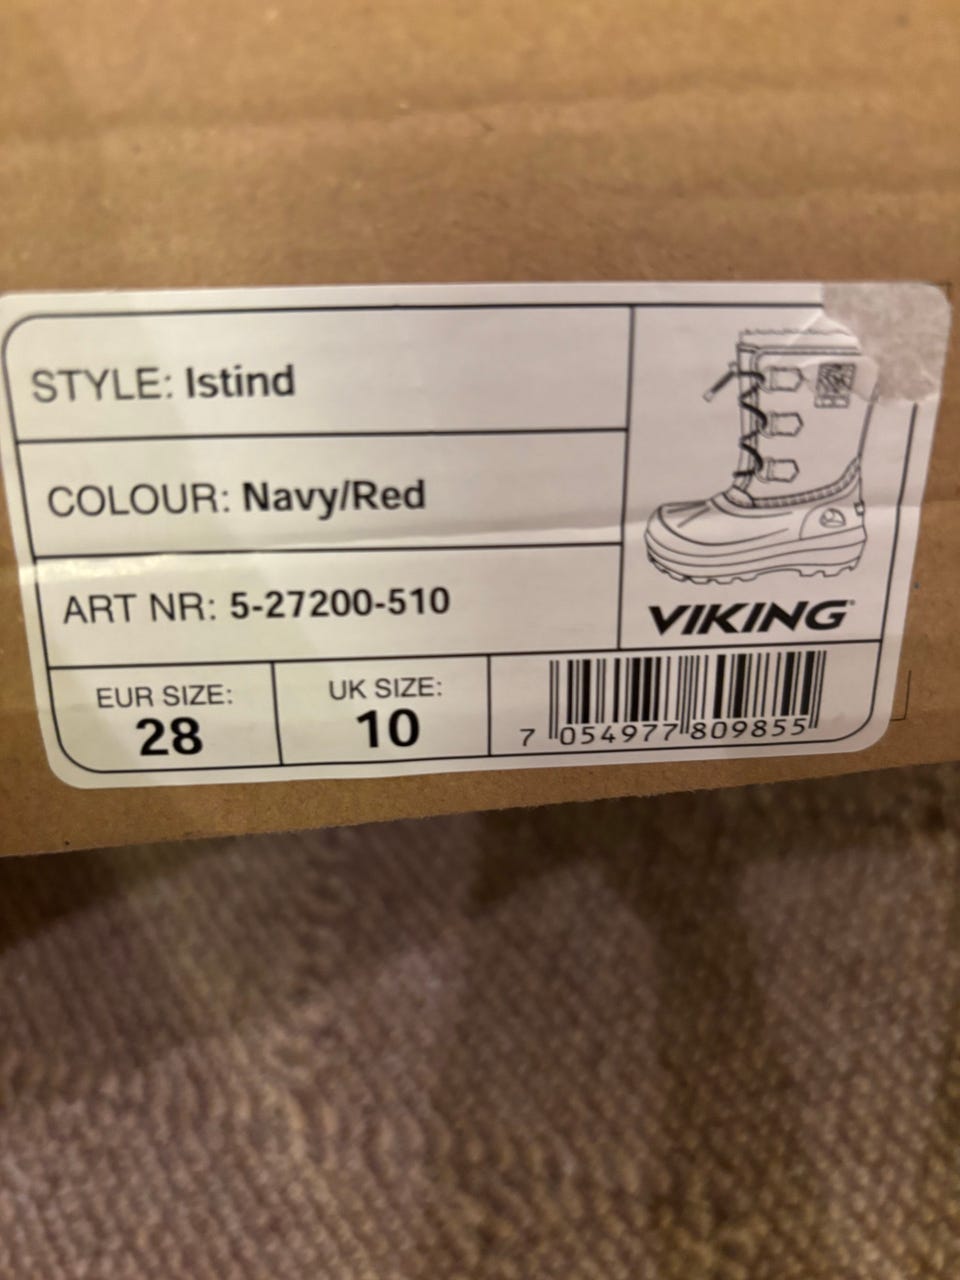 STYLE: Istind
COLOUR: Navy/Red
ART NR: 5-27200-510
VIKING
EUR SIZE:
28
UK SIZE:
10
7 054977 809855